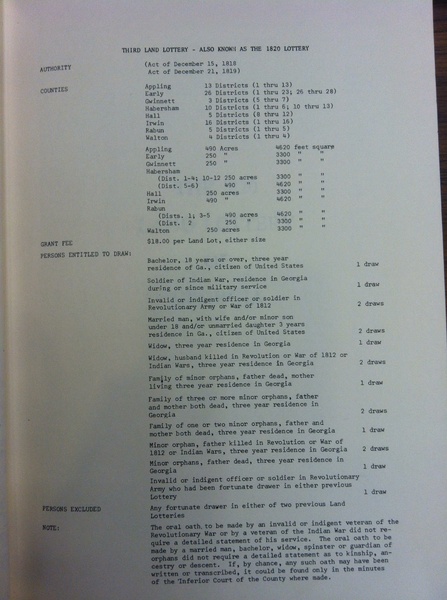 THIRD LAND LOTTERY - ALSO KNOWN AS THE 1820 LOTTERY
AUTHORITY (Act of December 15, 1818
Act of December 21, 1819)
COUNTIES Appling 13 Districts (1 thru 13)
Early 26 Districts (1 thru 23; 26 thru 28)
Gwinnett 3 Districts (5 thru 7)
Habersham 10 Districts (1 thru 6; 10 thru 13)
Hall 5 Districts (8 thru 12)
Irwin 16 Districts (1 thru 16)
Rabun 5 Districts (1 thru 5)
Walton 4 Districts (1 thru 4)
Appling 490 Acres 4620 feet square
Early 250 " 3300 " "
Gwinnett 250 " 3300 " "
Habersham
(Dist. 1-4; 10-12 250 acres 3300 " "
(Dist. 5-6) 490 " 4620 " "
Hall 250 acres 3300 " "
Irwin 490 " 4620 " "
Rabun
(Dists. 1; 3-5 490 acres 4620 " "
(Dist. 2 250 " 3300 " "
Walton 250 acres 3300 " "
GRANT FEE $18.00 per Land Lot, either size
PERSONS ENTITLED TO DRAW:
Bachelor, 18 years or over, three year
residence of Ga., citizen of United States 1 draw
Soldier of Indian War, residence in Georgia
during or since military service 1 draw
Invalid or indigent officer or soldier in
Revolutionary Army or War of 1812 2 draws
Married man, with wife and/or minor son
under 18 and/or unmarried daughter 3 years
residence in Ga., citizen of United States 2 draws
Widow, three year residence in Georgia 1 draw
Widow, husband killed in Revolution or War of 1812 or
Indian Wars, three year residence in Georgia 2 draws
Family of minor orphans, father dead, mother
living three year residence in Georgia 1 draw
Family of three or more minor orphans, father
and mother both dead, three year residence in
Georgia 2 draws
Family of one or two minor orphans, father and
mother both dead, three year residence in Georgia 1 draw
Minor orphan, father killed in Revolution or War of
1812 or Indian Wars, three year residence in Georgia 2 draws
Minor orphans, father dead, three year residence in
Georgia 1 draw
Invalid or indigent officer or soldier in Revolutionary
Army who had been fortunate drawer in either previous
Lottery 1 draw
PERSONS EXCLUDED Any fortunate drawer in either of two previous Land
Lotteries
NOTE: The oral oath to be made by an invalid or indigent veteran of the
Revolutionary War or by a veteran of the Indian War did not re-
quire a detailed statement of his service. The oral oath to be
made by a married man, bachelor, widow, spinster or guardian of
orphans did not require a detailed statement as to kinship, an-
cestry or descent. If, by chance, any such oath may have been
written or transcribed, it could be found only in the minutes
of the Inferior Court of the County where made.